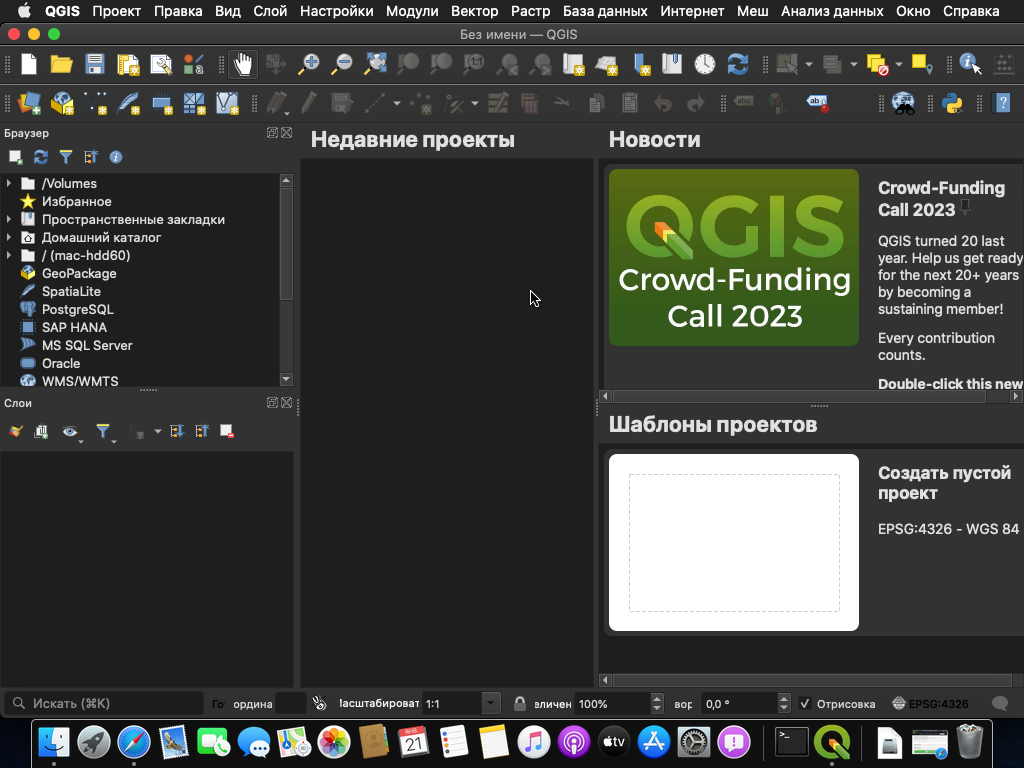 QGIS Проект Правка Вид Слой Настройки Модули Вектор Растр База данных Интернет Меш Анализ данных Окно Справка
Без имени — QGIS
Браузер
/Volumes
Избранное
Пространственные закладки
Домашний каталог
/ (mac-hdd60)
GeoPackage
SpatiaLite
PostgreSQL
SAP HANA
MS SQL Server
Oracle
WMS/WMTS
Слои
Недавние проекты
Новости
QGIS
Crowd-Funding
Call 2023
Crowd-Funding
Call 2023
QGIS turned 20 last
year. Help us get ready
for the next 20+ years
by becoming a
sustaining member!
Every contribution
counts.
Double-click this new
Шаблоны проектов
Создать пустой
проект
EPSG:4326 - WGS 84
Искать (⌘K) Го ордина Масштабироват 1:1 зеличен 100% вор 0,0 ° Отрисовка EPSG:4326
ЯНВ
21
tv